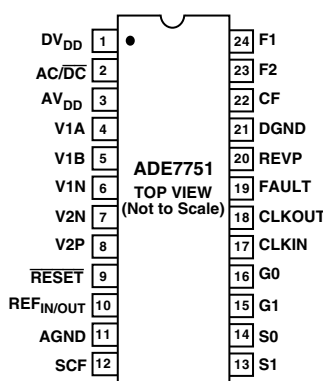 DVDD 1
AC/DC 2
AVDD 3
V1A 4
V1B 5
V1N 6
V2N 7
V2P 8
RESET 9
REFIN/OUT 10
AGND 11
SCF 12
ADE7751
TOP VIEW
(Not to Scale)
24 F1
23 F2
22 CF
21 DGND
20 REVP
19 FAULT
18 CLKOUT
17 CLKIN
16 G0
15 G1
14 S0
13 S1